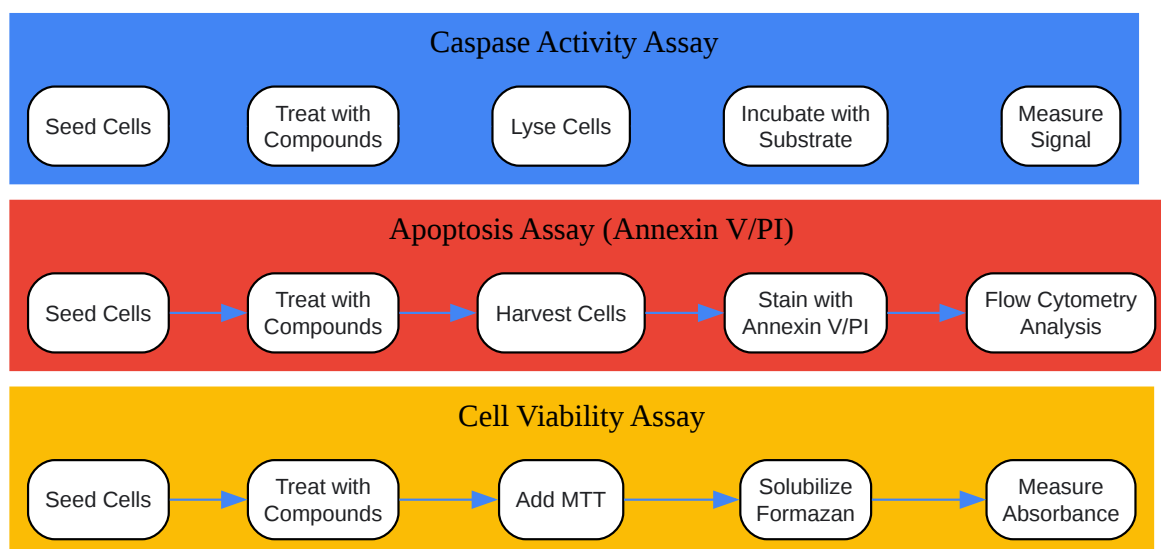 Caspase Activity Assay
Seed Cells
Treat with
Compounds
Lyse Cells
Incubate with
Substrate
Measure
Signal
Apoptosis Assay (Annexin V/PI)
Seed Cells
Treat with
Compounds
Harvest Cells
Stain with
Annexin V/PI
Flow Cytometry
Analysis
Cell Viability Assay
Seed Cells
Treat with
Compounds
Add MTT
Solubilize
Formazan
Measure
Absorbance